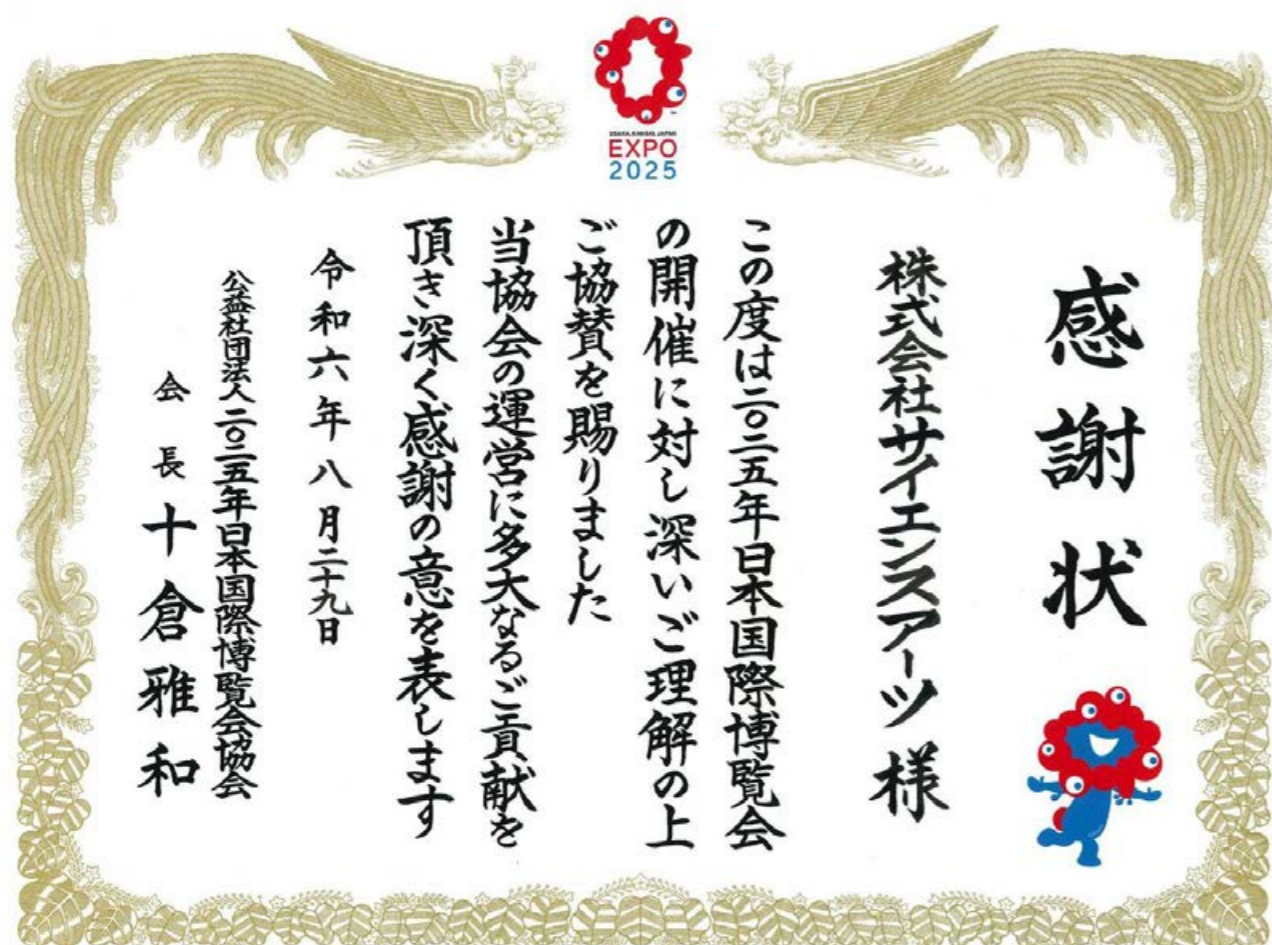 OSAKA, KANSAI, JAPAN
EXPO
2025
感謝状
株式会社サイエンスアーツ様
この度は二〇二五年日本国際博覧会
の開催に対し深いご理解の上
ご協賛を賜りました
当協会の運営に多大なるご貢献を
頂き深く感謝の意を表します
令和六年八月二十九日
公益社団法人二〇二五年日本国際博覧会協会
会長十倉雅和